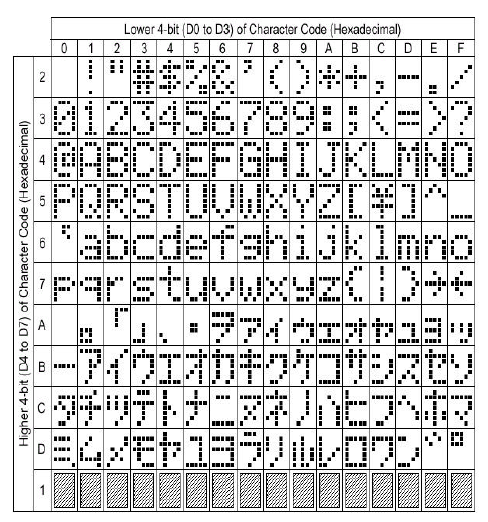 Lower 4-bit (D0 to D3) of Character Code (Hexadecimal)
0 1 2 3 4 5 6 7 8 9 A B C D E F
Higher 4-bit (D4 to D7) of Character Code (Hexadecimal)
2 ! " # $ % & ' ( ) * + , - . /
3 0 1 2 3 4 5 6 7 8 9 : ; < = > ?
4 @ A B C D E F G H I J K L M N O
5 P Q R S T U V W X Y Z [ ¥ ] ^ _
6 ` a b c d e f g h i j k l m n o
7 p q r s t u v w x y z { | } → ←
A 。 「 」 、 ・ ヲ ァ ィ ゥ ェ ォ ャ ュ ョ ッ
B ー ア イ ウ エ オ カ キ ク ケ コ サ シ ス セ ソ
C タ チ ツ テ ト ナ ニ ヌ ネ ノ ハ ヒ フ ヘ ホ マ
D ミ ム メ モ ヤ ユ ヨ ラ リ ル レ ロ ワ ン ゛ ゜
1